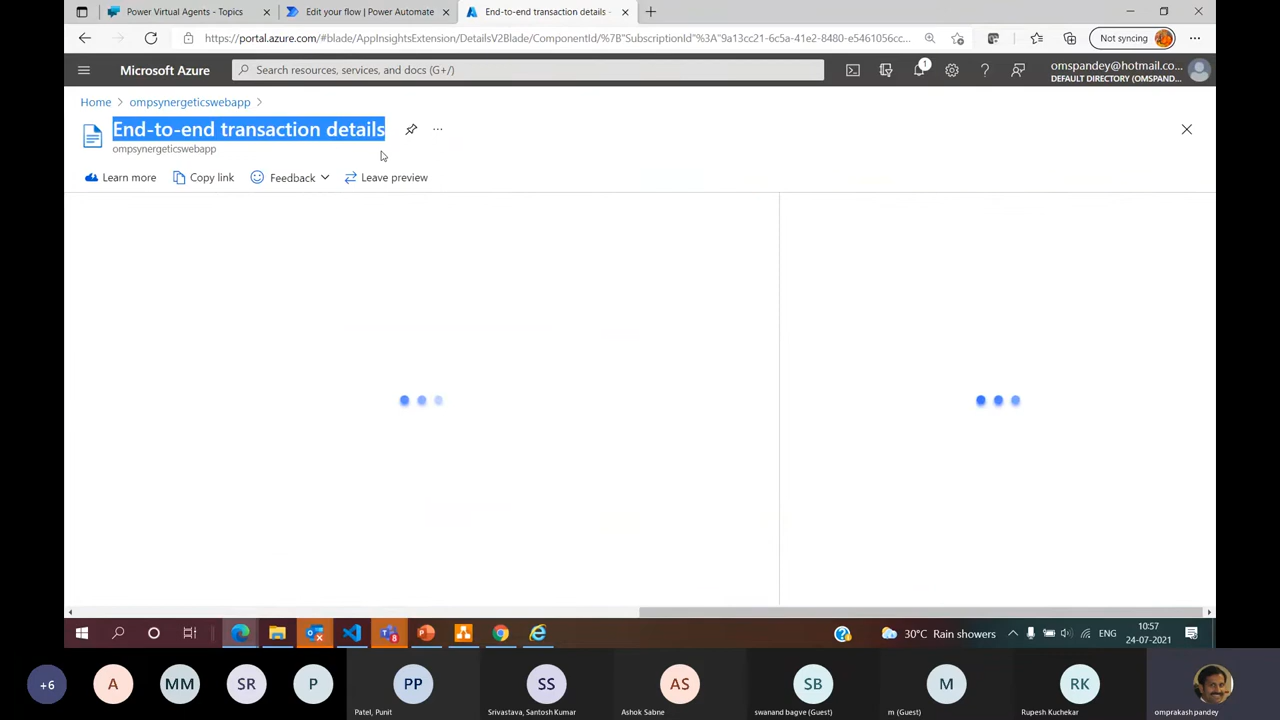 Power Virtual Agents - Topics
Edit your flow | Power Automate
End-to-end transaction details -
https://portal.azure.com/#blade/AppInsightsExtension/DetailsV2Blade/ComponentId/%7B"SubscriptionId"%3A"9a13cc21-6c5a-41e2-8480-e5461056cc...
Not syncing
Microsoft Azure
Search resources, services, and docs (G+/)
1
omspandey@hotmail.co...
DEFAULT DIRECTORY (OMSPAND...
Home > ompsynergeticswebapp >
End-to-end transaction details
ompsynergeticswebapp
Learn more
Copy link
Feedback
Leave preview
8
30°C Rain showers
ENG
10:57
24-07-2021
+6
A
MM
SR
P
PP
SS
AS
SB
M
RK
Patel, Punit
Srivastava, Santosh Kumar
Ashok Sabne
swanand bagve (Guest)
m (Guest)
Rupesh Kuchekar
omprakash pandey